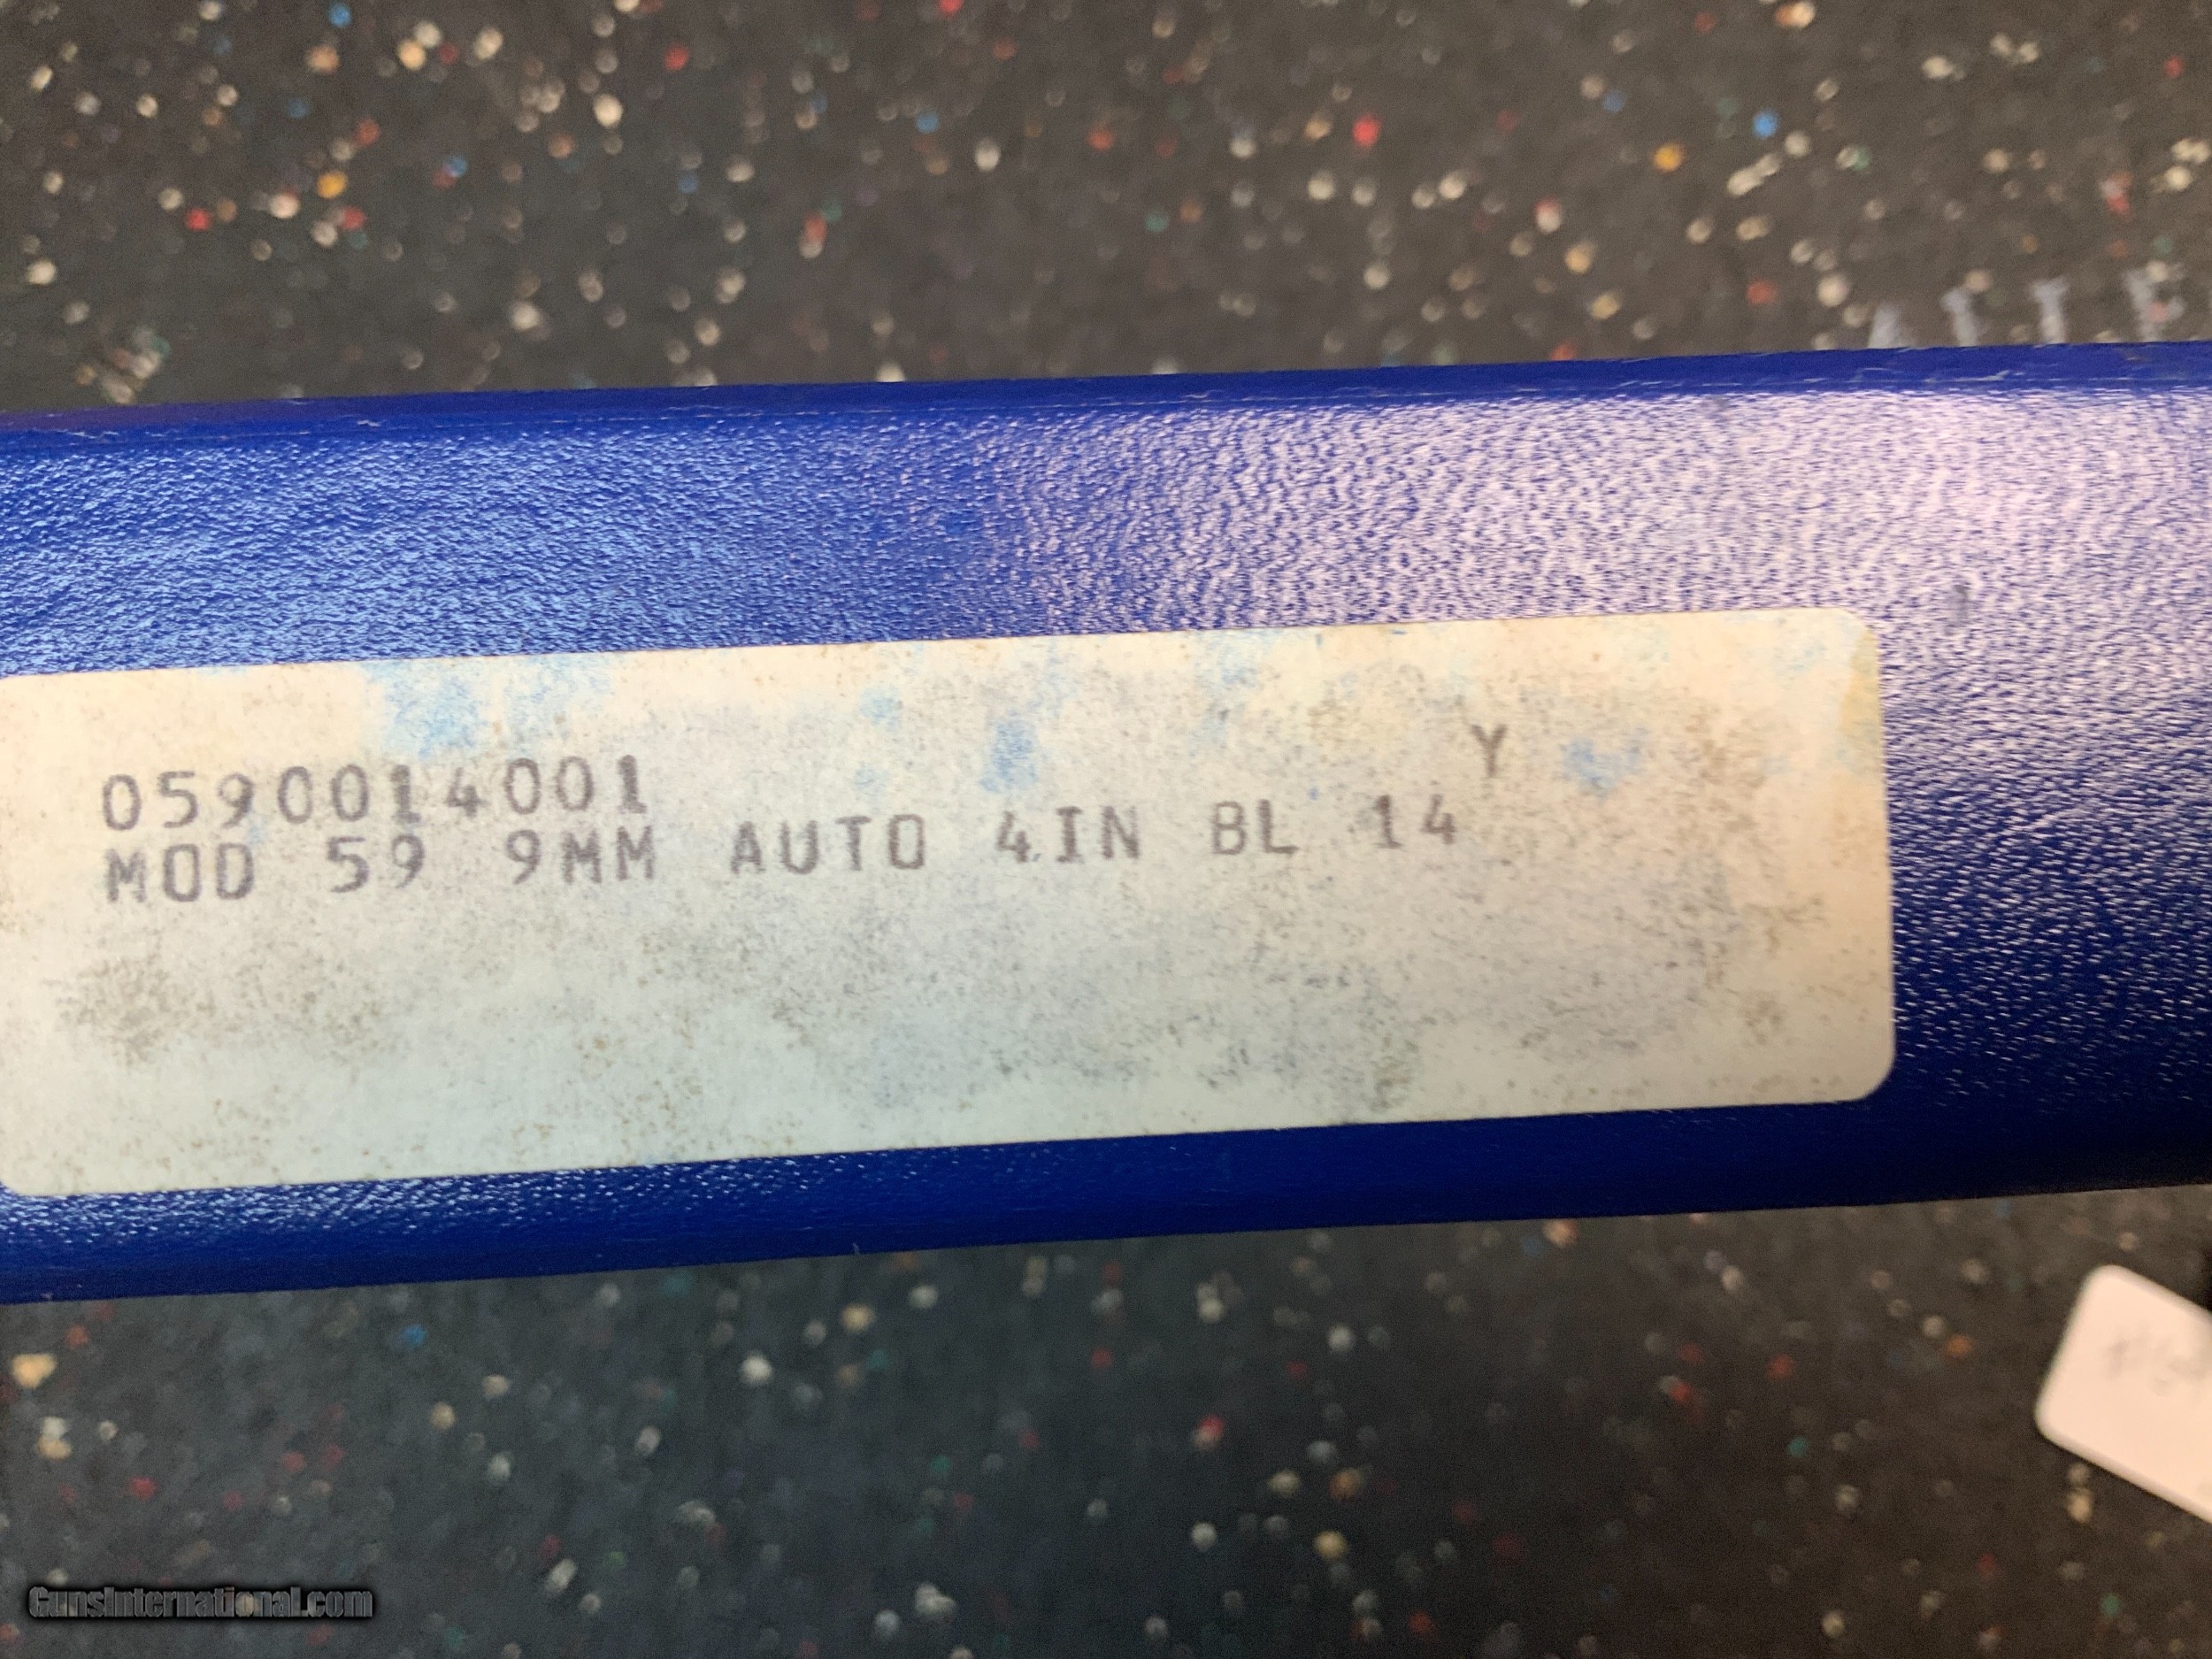 0590014001 Y
MOD 59 9MM AUTO 4IN BL 14
GunsInternational.com